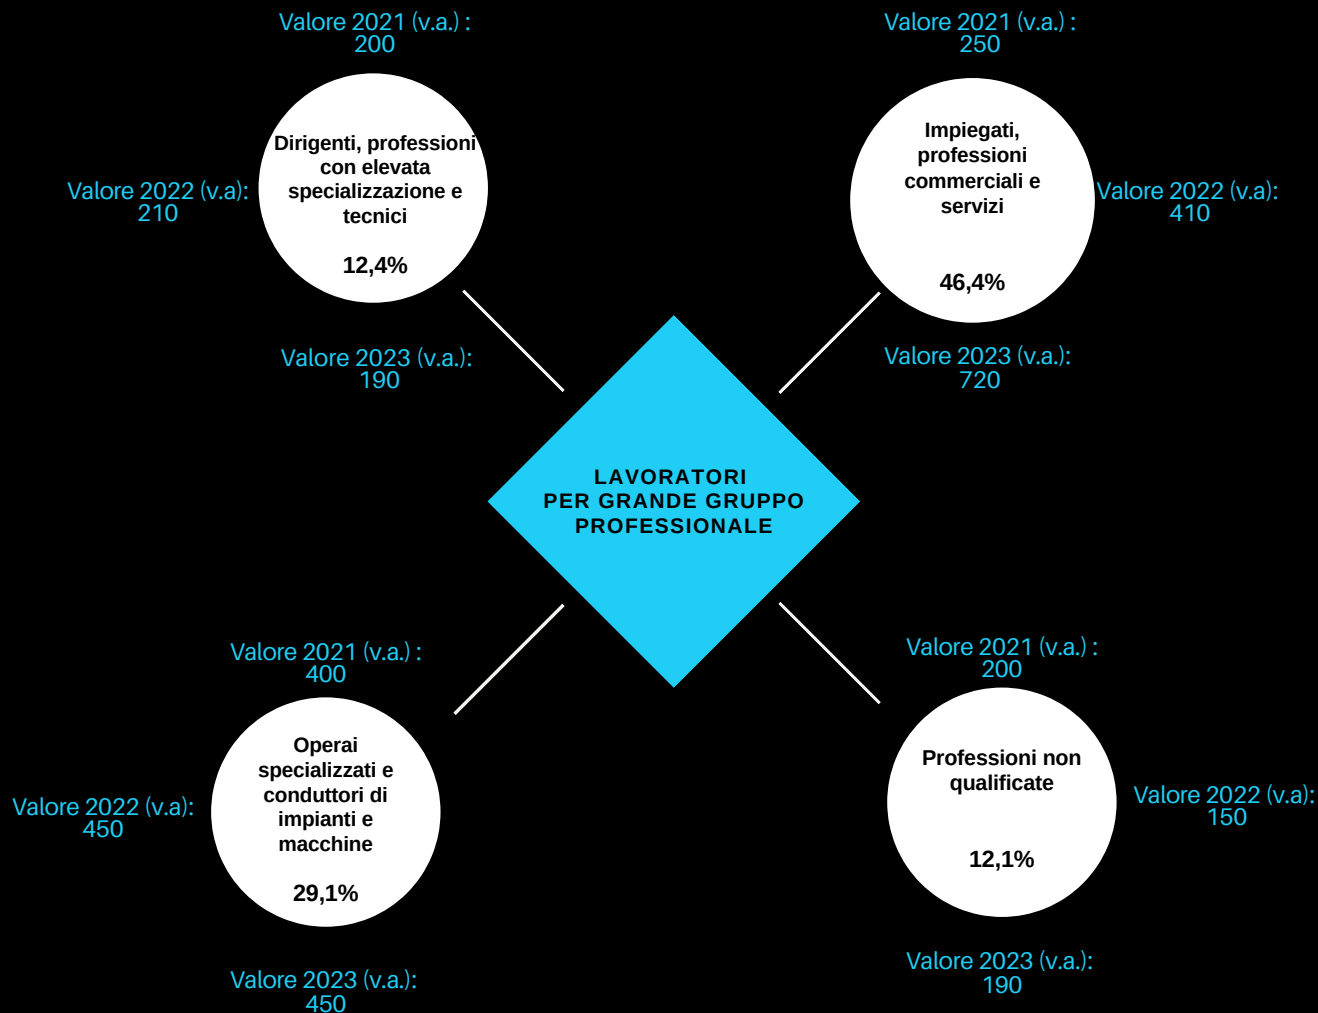 Valore 2021 (v.a.) :
200
Dirigenti, professioni
con elevata
specializzazione e
tecnici
12,4%
Valore 2022 (v.a):
210
Valore 2023 (v.a.):
190
Valore 2021 (v.a.) :
250
Impiegati,
professioni
commerciali e
servizi
46,4%
Valore 2022 (v.a):
410
Valore 2023 (v.a.):
720
LAVORATORI
PER GRANDE GRUPPO
PROFESSIONALE
Valore 2021 (v.a.) :
400
Operai
specializzati e
conduttori di
impianti e
macchine
29,1%
Valore 2022 (v.a):
450
Valore 2023 (v.a.):
450
Valore 2021 (v.a.) :
200
Professioni non
qualificate
12,1%
Valore 2022 (v.a):
150
Valore 2023 (v.a.):
190